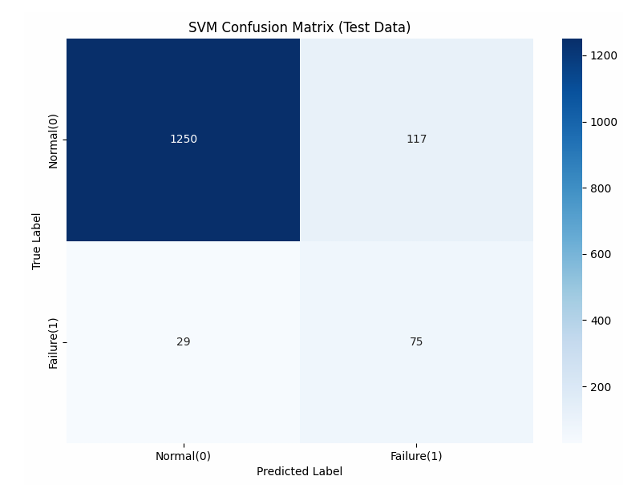 SVM Confusion Matrix (Test Data)
True Label
Normal(0)
1250
117
Failure(1)
29
75
Normal(0)
Failure(1)
Predicted Label
1200
1000
800
600
400
200